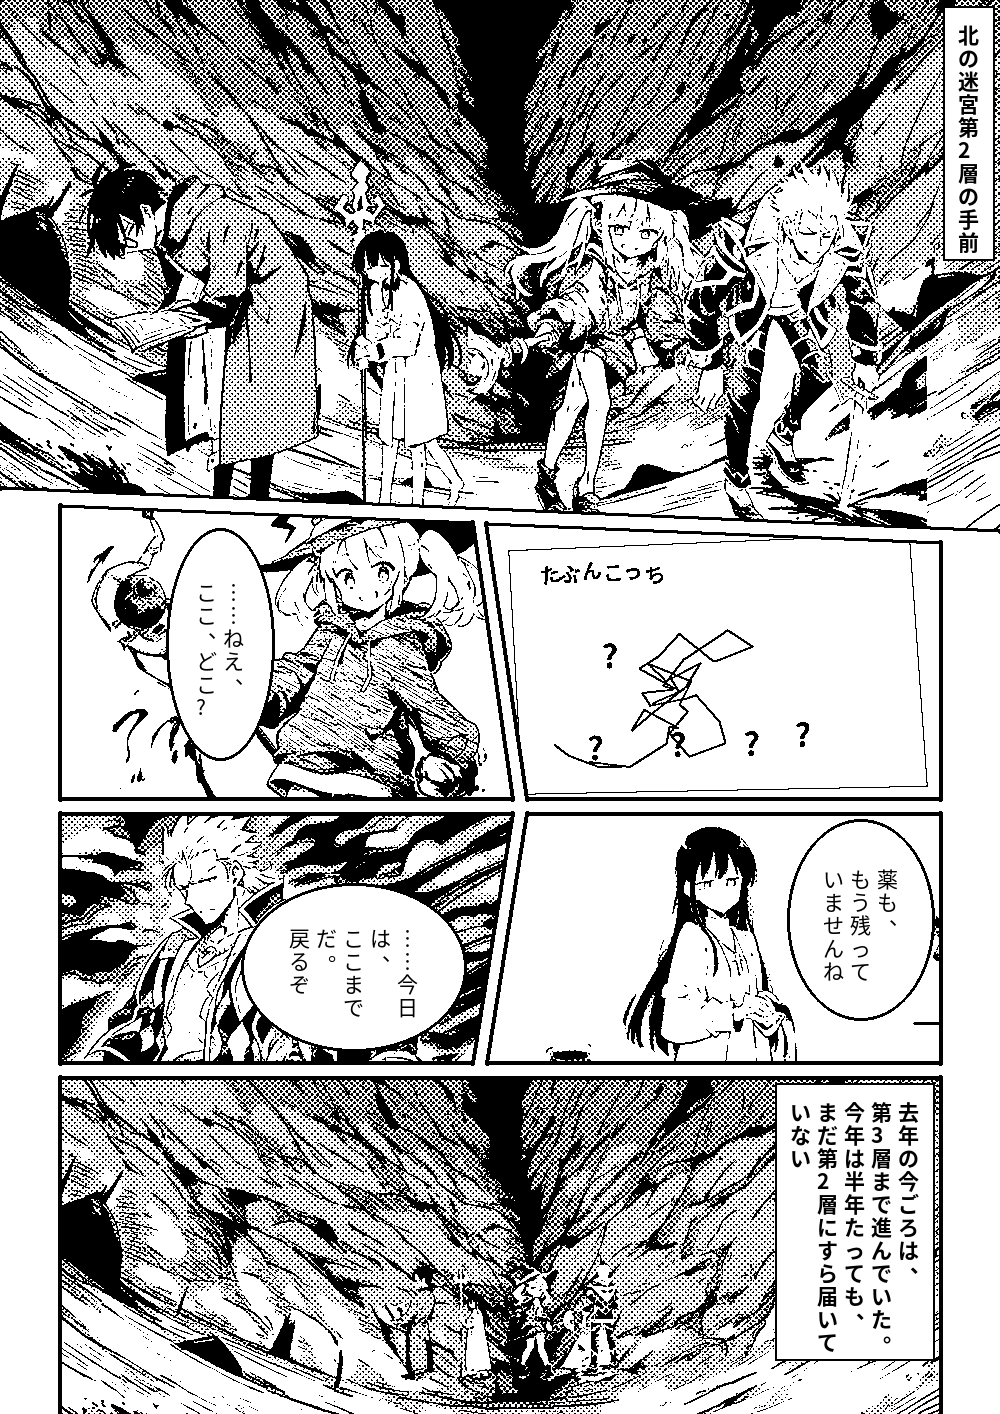 北の迷宮第2層の手前
たぶんこっち
?
?
?
?
?
……ねえ、
ここ、どこ?
薬も、
もう残って
いませんね
……今日
は、
ここまで
だ。
戻るぞ
去年の今ごろは、
第3層まで進んでいた。
今年は半年たっても、
まだ第2層にすら届いて
いない